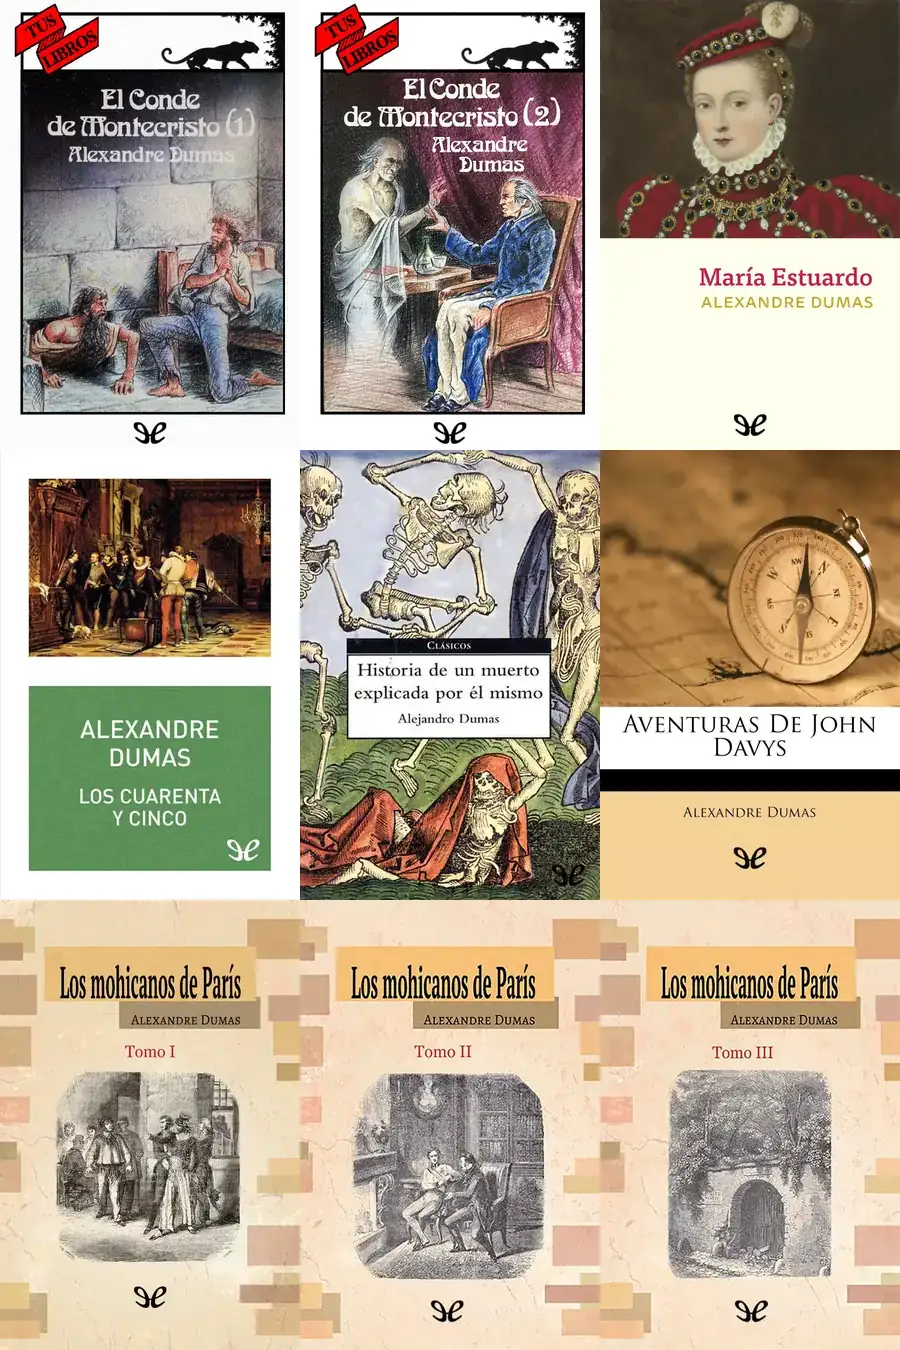 TUS
LIBROS
El Conde
de Montecristo (1)
Alexandre Dumas
TUS
LIBROS
El Conde
de Montecristo (2)
Alexandre
Dumas
María Estuardo
ALEXANDRE DUMAS
ALEXANDRE
DUMAS
LOS CUARENTA
Y CINCO
CLÁSICOS
Historia de un muerto
explicada por él mismo
Alejandro Dumas
AVENTURAS DE JOHN
DAVYS
ALEXANDRE DUMAS
Los mohicanos de París
ALEXANDRE DUMAS
Tomo I
Los mohicanos de París
ALEXANDRE DUMAS
Tomo II
Los mohicanos de París
ALEXANDRE DUMAS
Tomo III